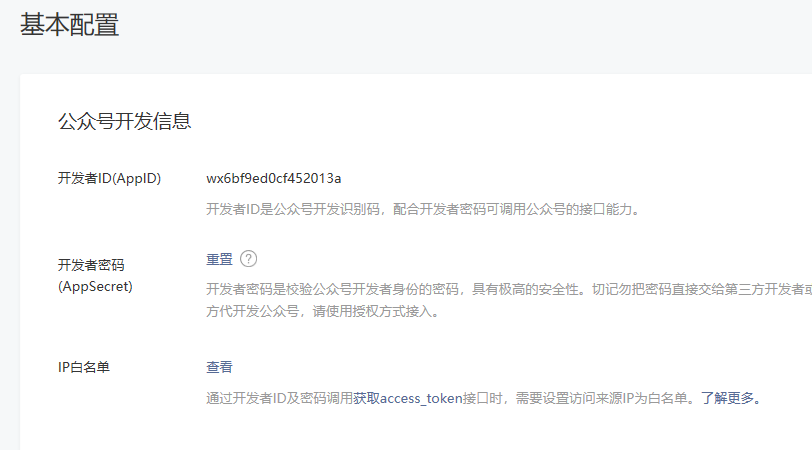 基本配置
公众号开发信息
开发者ID(AppID)
wx6bf9ed0cf452013a
开发者ID是公众号开发识别码，配合开发者密码可调用公众号的接口能力。
开发者密码
(AppSecret)
重置 ?
开发者密码是校验公众号开发者身份的密码，具有极高的安全性。切记勿把密码直接交给第三方开发者或
方代开发公众号，请使用授权方式接入。
IP白名单
查看
通过开发者ID及密码调用获取access_token接口时，需要设置访问来源IP为白名单。了解更多。